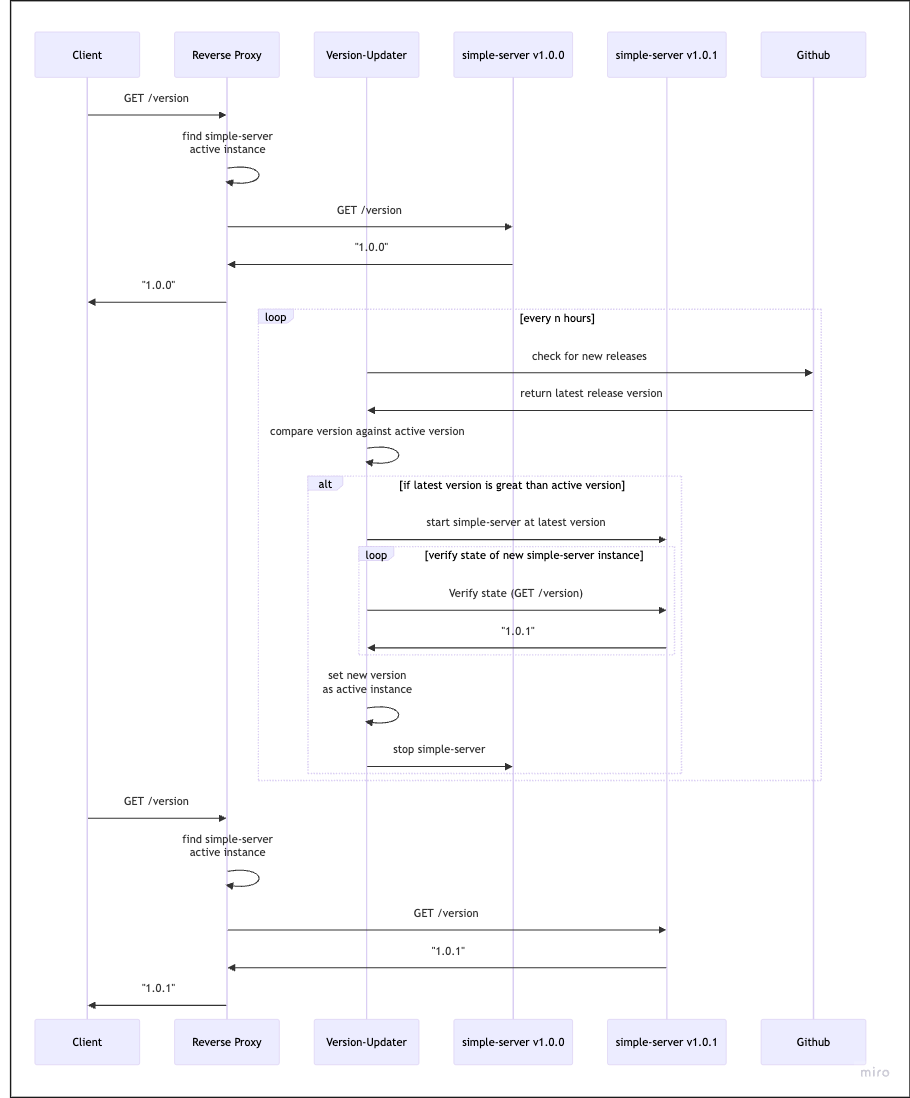 Client
Reverse Proxy
Version-Updater
simple-server v1.0.0
simple-server v1.0.1
Github
GET /version
find simple-server
active instance
GET /version
"1.0.0"
"1.0.0"
loop
[every n hours]
check for new releases
return latest release version
compare version against active version
alt
[if latest version is great than active version]
start simple-server at latest version
loop
[verify state of new simple-server instance]
Verify state (GET /version)
"1.0.1"
set new version
as active instance
stop simple-server
GET /version
find simple-server
active instance
GET /version
"1.0.1"
"1.0.1"
Client
Reverse Proxy
Version-Updater
simple-server v1.0.0
simple-server v1.0.1
Github
miro